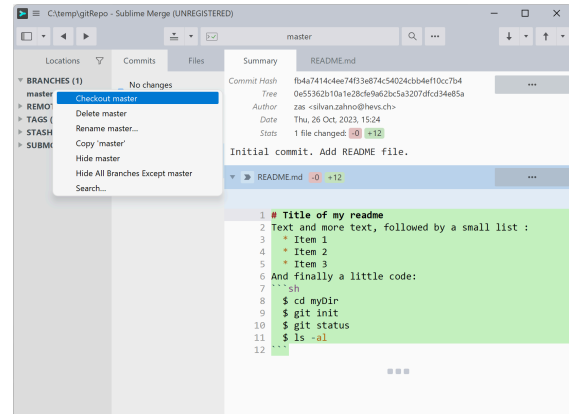 C:\temp\gitRepo - Sublime Merge (UNREGISTERED)
master
Locations
Commits
Files
Summary
README.md
BRANCHES (1)
master
REMOT
TAGS (
STASH
SUBMO
No changes
Checkout master
Delete master
Rename master...
Copy 'master'
Hide master
Hide All Branches Except master
Search...
Commit Hash fb4a7414c4ee74f33e874c54024cbb4ef10cc7b4
Tree 0e55362b10a1e28cfe9a62bc5a3207dfcd34e85a
Author zas <silvan.zahno@hevs.ch>
Date Thu, 26 Oct, 2023, 15:24
Stats 1 file changed: -0 +12
Initial commit. Add README file.
README.md -0 +12
1 # Title of my readme
2 Text and more text, followed by a small list :
3 * Item 1
4 * Item 2
5 * Item 3
6 And finally a little code:
7 ```sh
8 $ cd myDir
9 $ git init
10 $ git status
11 $ ls -al
12 ```